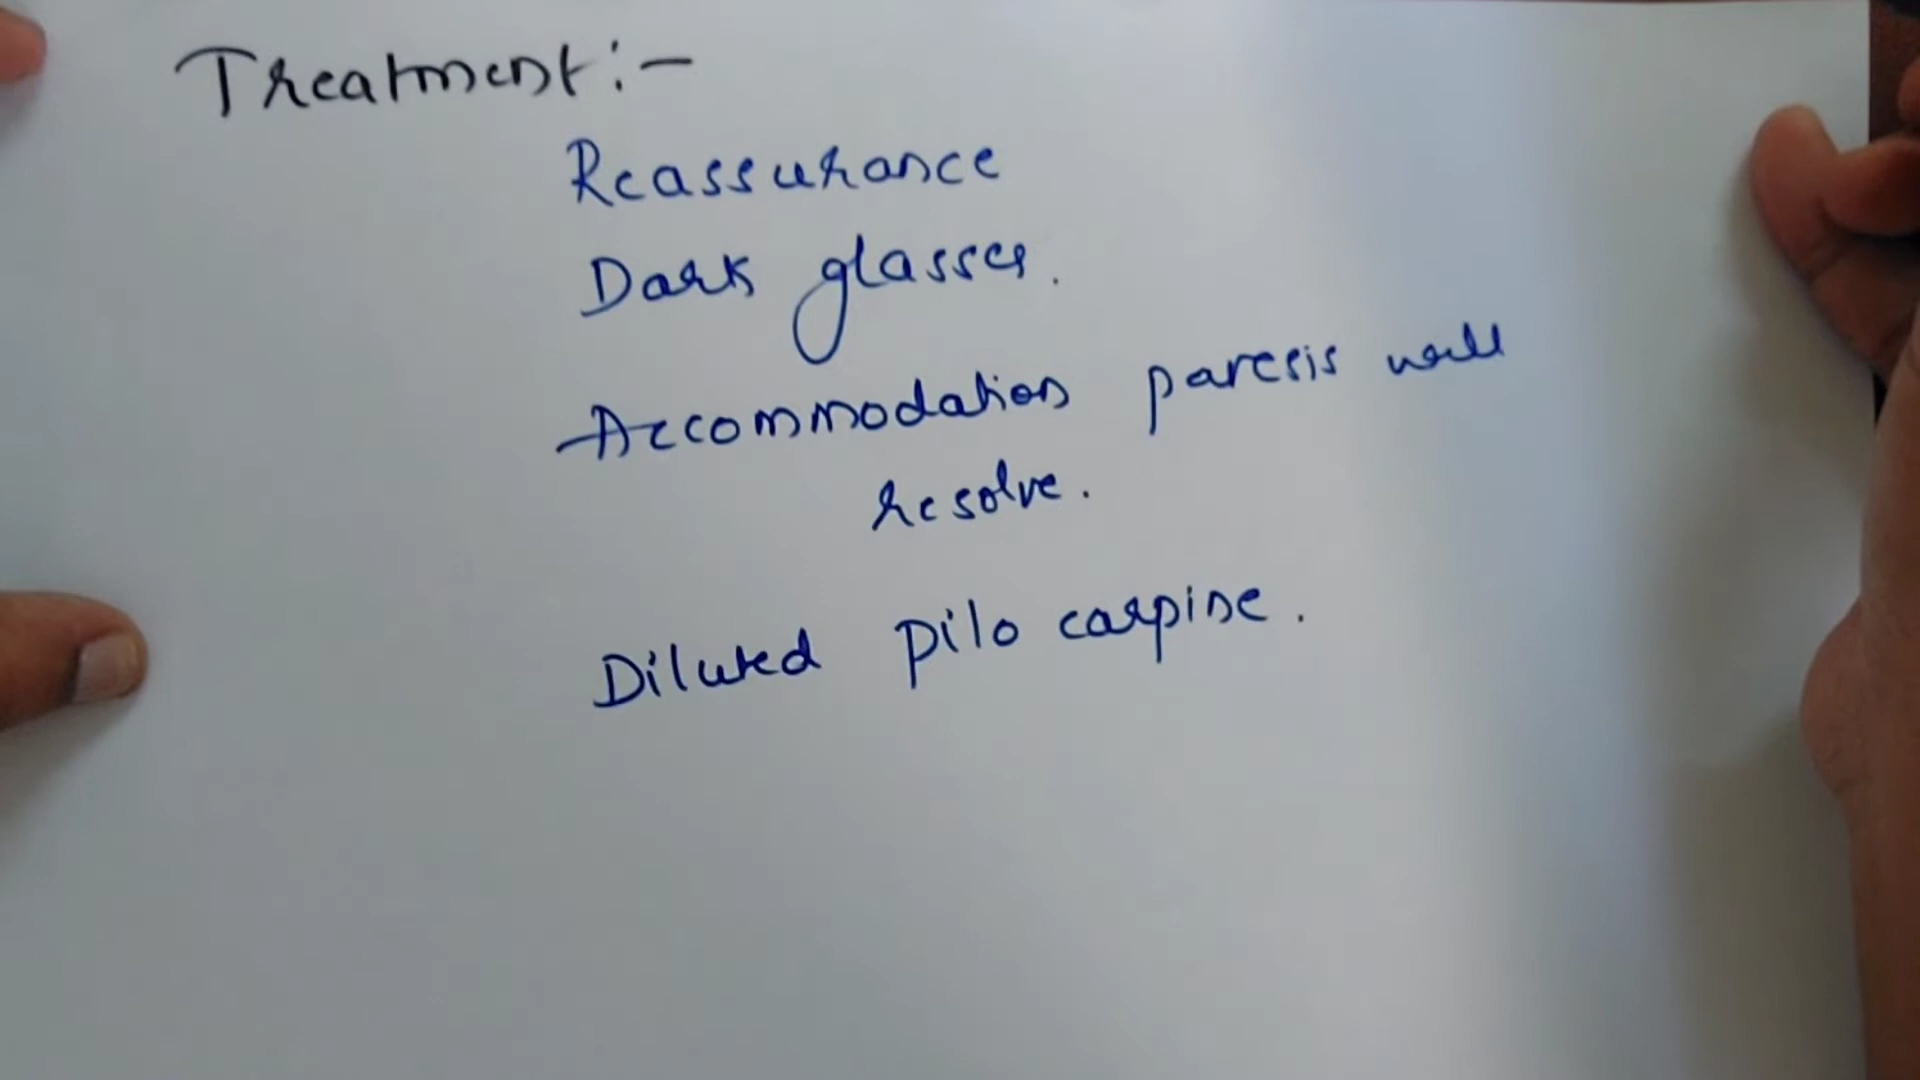 Treatment:-
Reassurance
Dark glasses.
Accommodation paresis will
resolve.
Diluted pilo carpine.